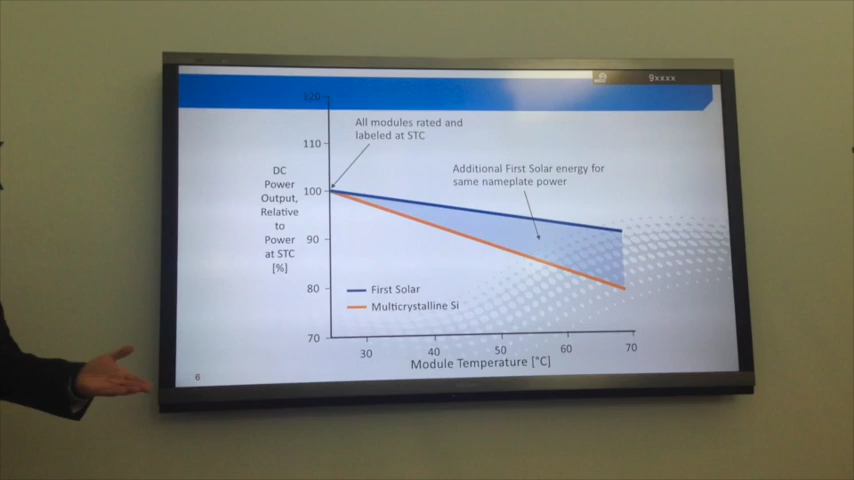 9xxxx
120
All modules rated and
labeled at STC
110
Additional First Solar energy for
same nameplate power
DC
Power
Output,
Relative
to
Power
at STC
[%]
100
90
80
70
First Solar
Multicrystalline Si
30 40 50 60 70
Module Temperature [°C]
6